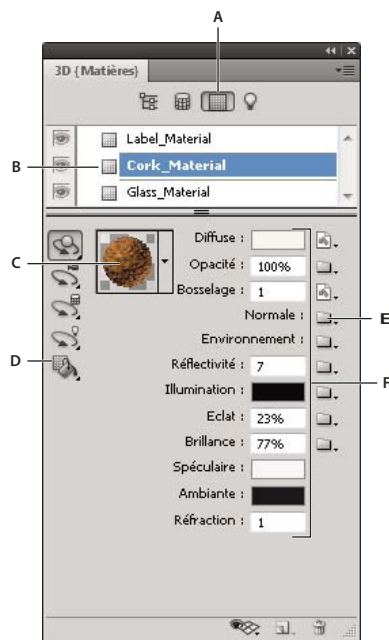 A
3D {Matières}
Label_Material
B
Cork_Material
Glass_Material
C
Diffuse :
Opacité : 100%
Bosselage : 1
Normale :
E
Environnement :
D
Réflectivité : 7
F
Illumination :
Eclat : 23%
Brillance : 77%
Spéculaire :
Ambiante :
Réfraction : 1